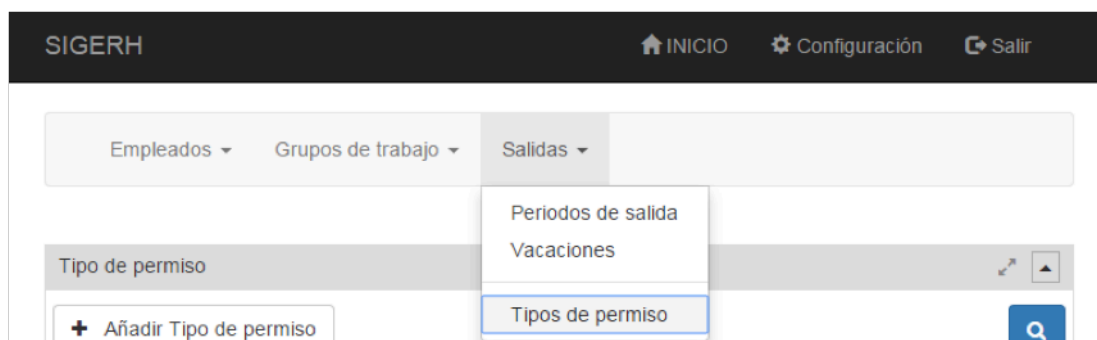 SIGERH INICIO Configuración Salir
Empleados Grupos de trabajo Salidas
Periodos de salida
Vacaciones
Tipo de permiso
Tipos de permiso
Añadir Tipo de permiso